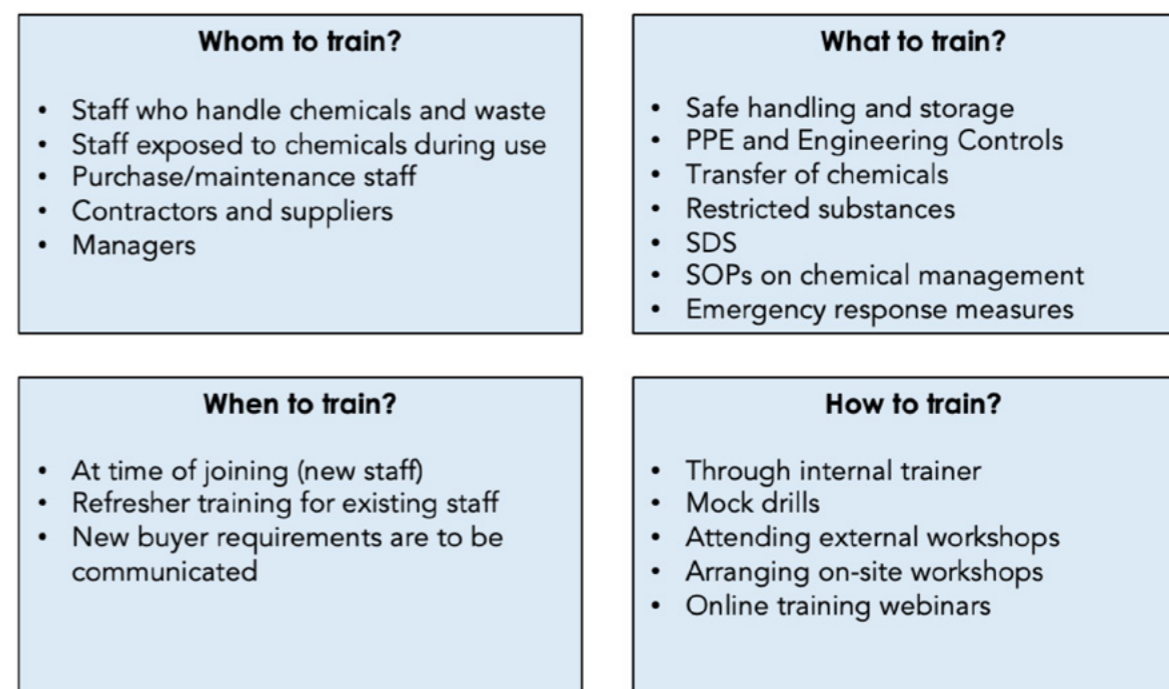 Whom to train?
• Staff who handle chemicals and waste
• Staff exposed to chemicals during use
• Purchase/maintenance staff
• Contractors and suppliers
• Managers
What to train?
• Safe handling and storage
• PPE and Engineering Controls
• Transfer of chemicals
• Restricted substances
• SDS
• SOPs on chemical management
• Emergency response measures
When to train?
• At time of joining (new staff)
• Refresher training for existing staff
• New buyer requirements are to be
communicated
How to train?
• Through internal trainer
• Mock drills
• Attending external workshops
• Arranging on-site workshops
• Online training webinars